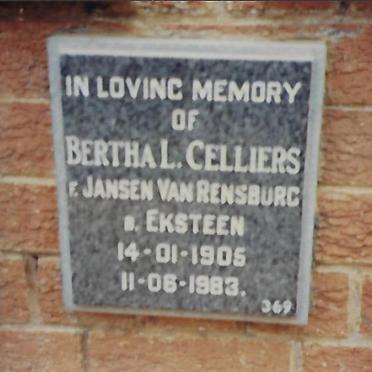 IN LOVING MEMORY
OF
BERTHA L. CELLIERS
F. JANSEN VAN RENSBURG
B. EKSTEEN
14-01-1905
11-06-1983.
369